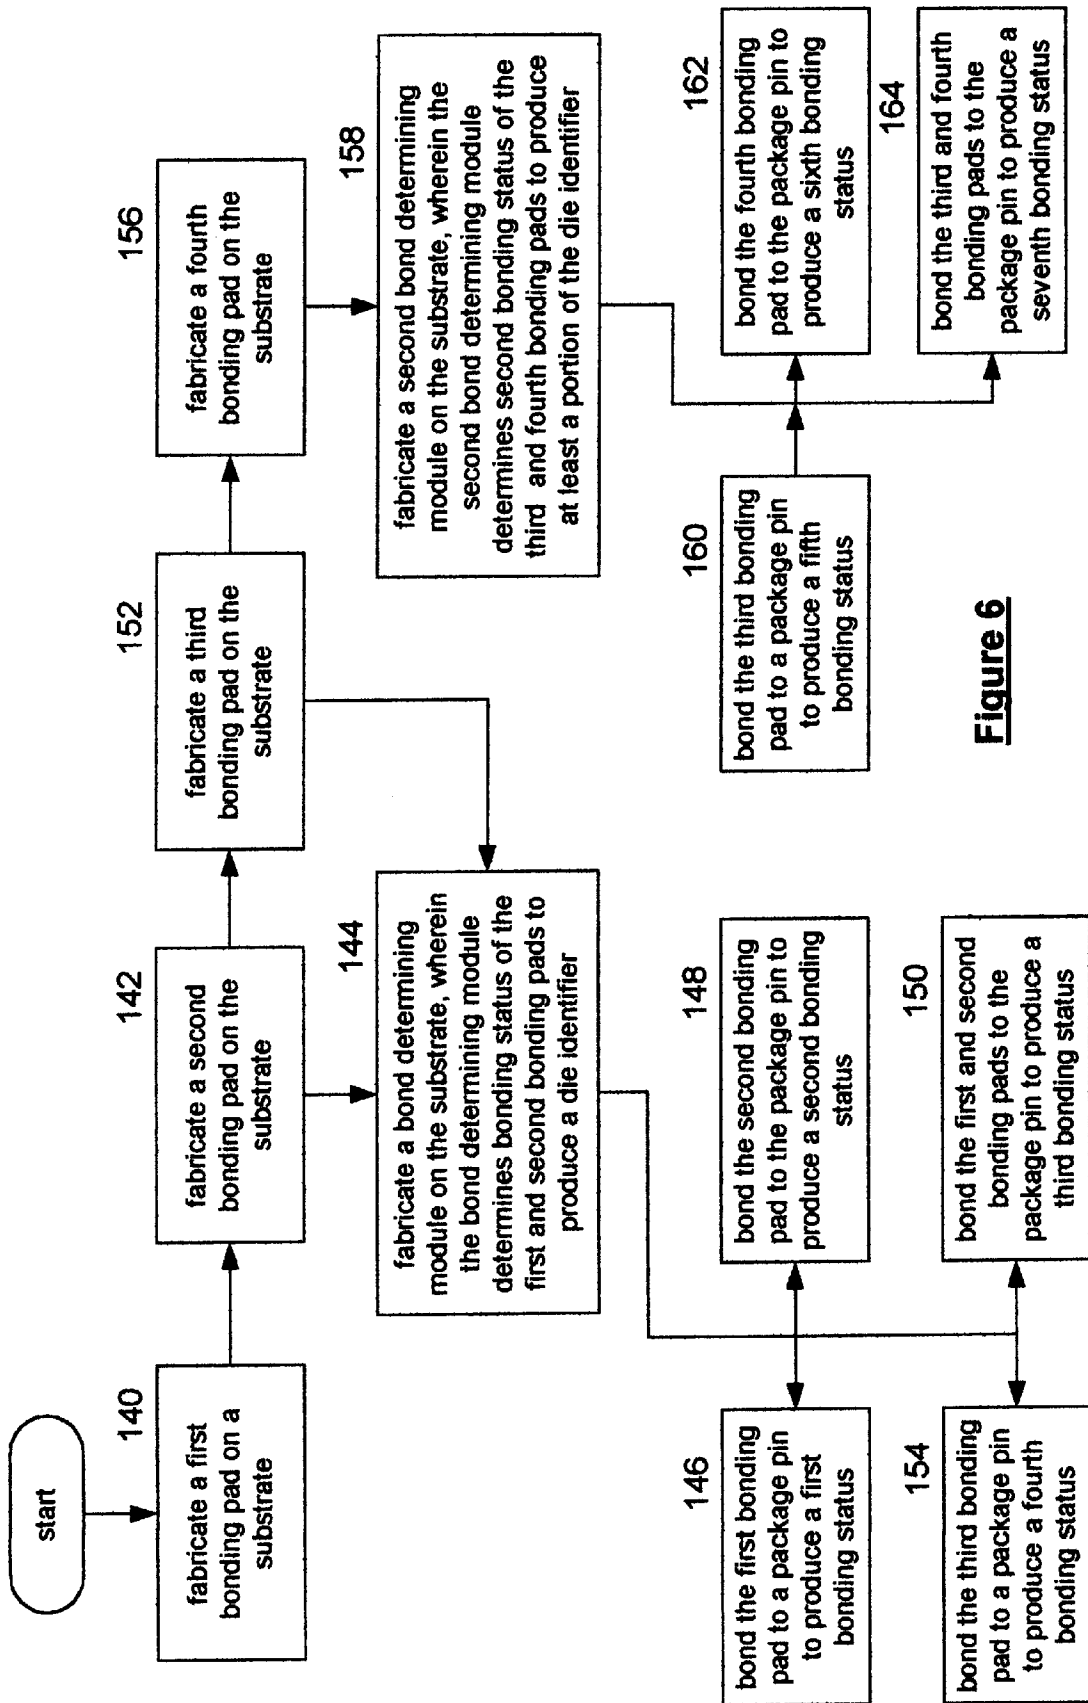 start
140
fabricate a first
bonding pad on a
substrate
142
fabricate a second
bonding pad on the
substrate
152
fabricate a third
bonding pad on the
substrate
156
fabricate a fourth
bonding pad on the
substrate
144
fabricate a bond determining
module on the substrate, wherein
the bond determining module
determines bonding status of the
first and second bonding pads to
produce a die identifier
158
fabricate a second bond determining
module on the substrate, wherein the
second bond determining module
determines second bonding status of the
third and fourth bonding pads to produce
at least a portion of the die identifier
146
bond the first bonding
pad to a package pin
to produce a first
bonding status
148
bond the second bonding
pad to the package pin to
produce a second bonding
status
160
bond the third bonding
pad to a package pin
to produce a fifth
bonding status
162
bond the fourth bonding
pad to the package pin to
produce a sixth bonding
status
154
bond the third bonding
pad to a package pin
to produce a fourth
bonding status
150
bond the first and second
bonding pads to the
package pin to produce a
third bonding status
164
bond the third and fourth
bonding pads to the
package pin to produce a
seventh bonding status
Figure 6